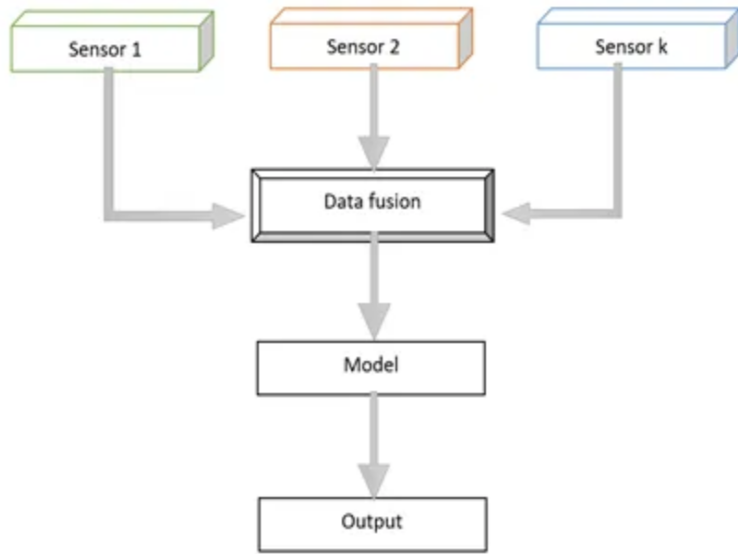 Sensor 1
Sensor 2
Sensor k
Data fusion
Model
Output